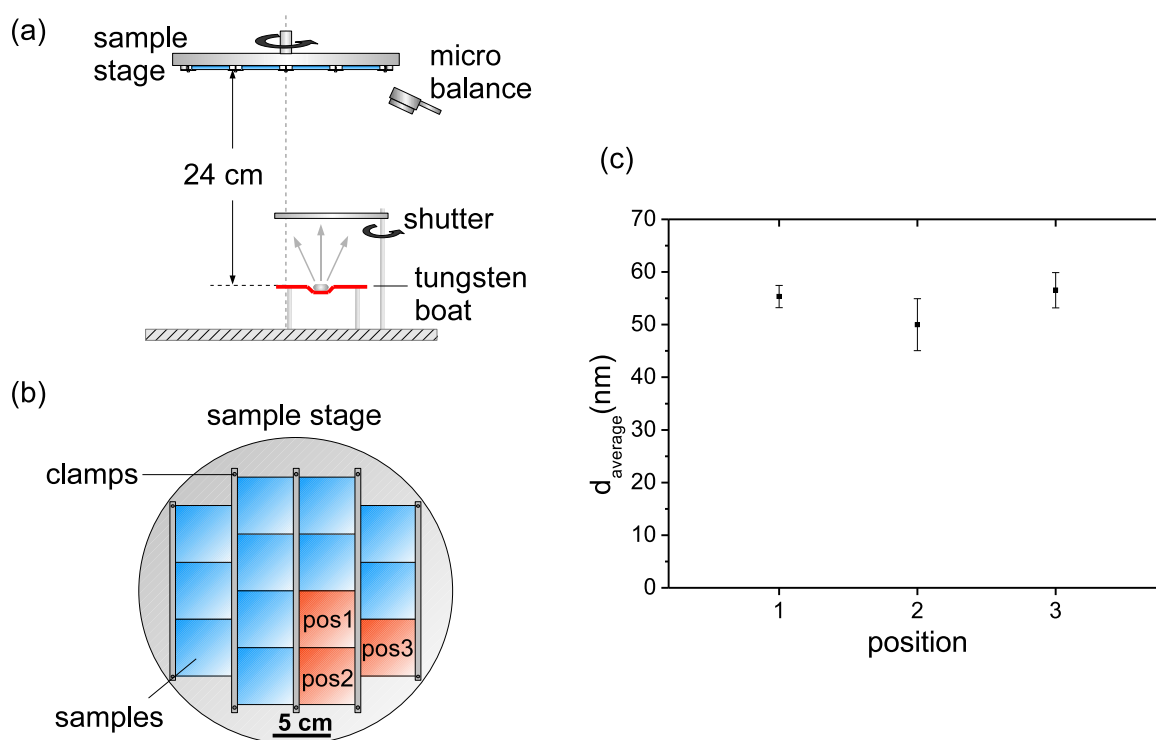 (a)
sample
stage
micro
balance
24 cm
shutter
tungsten
boat
(b)
sample stage
clamps
pos1
pos2
pos3
samples
5 cm
(c)
70
60
50
40
30
20
10
0
d_average(nm)
1 2 3
position